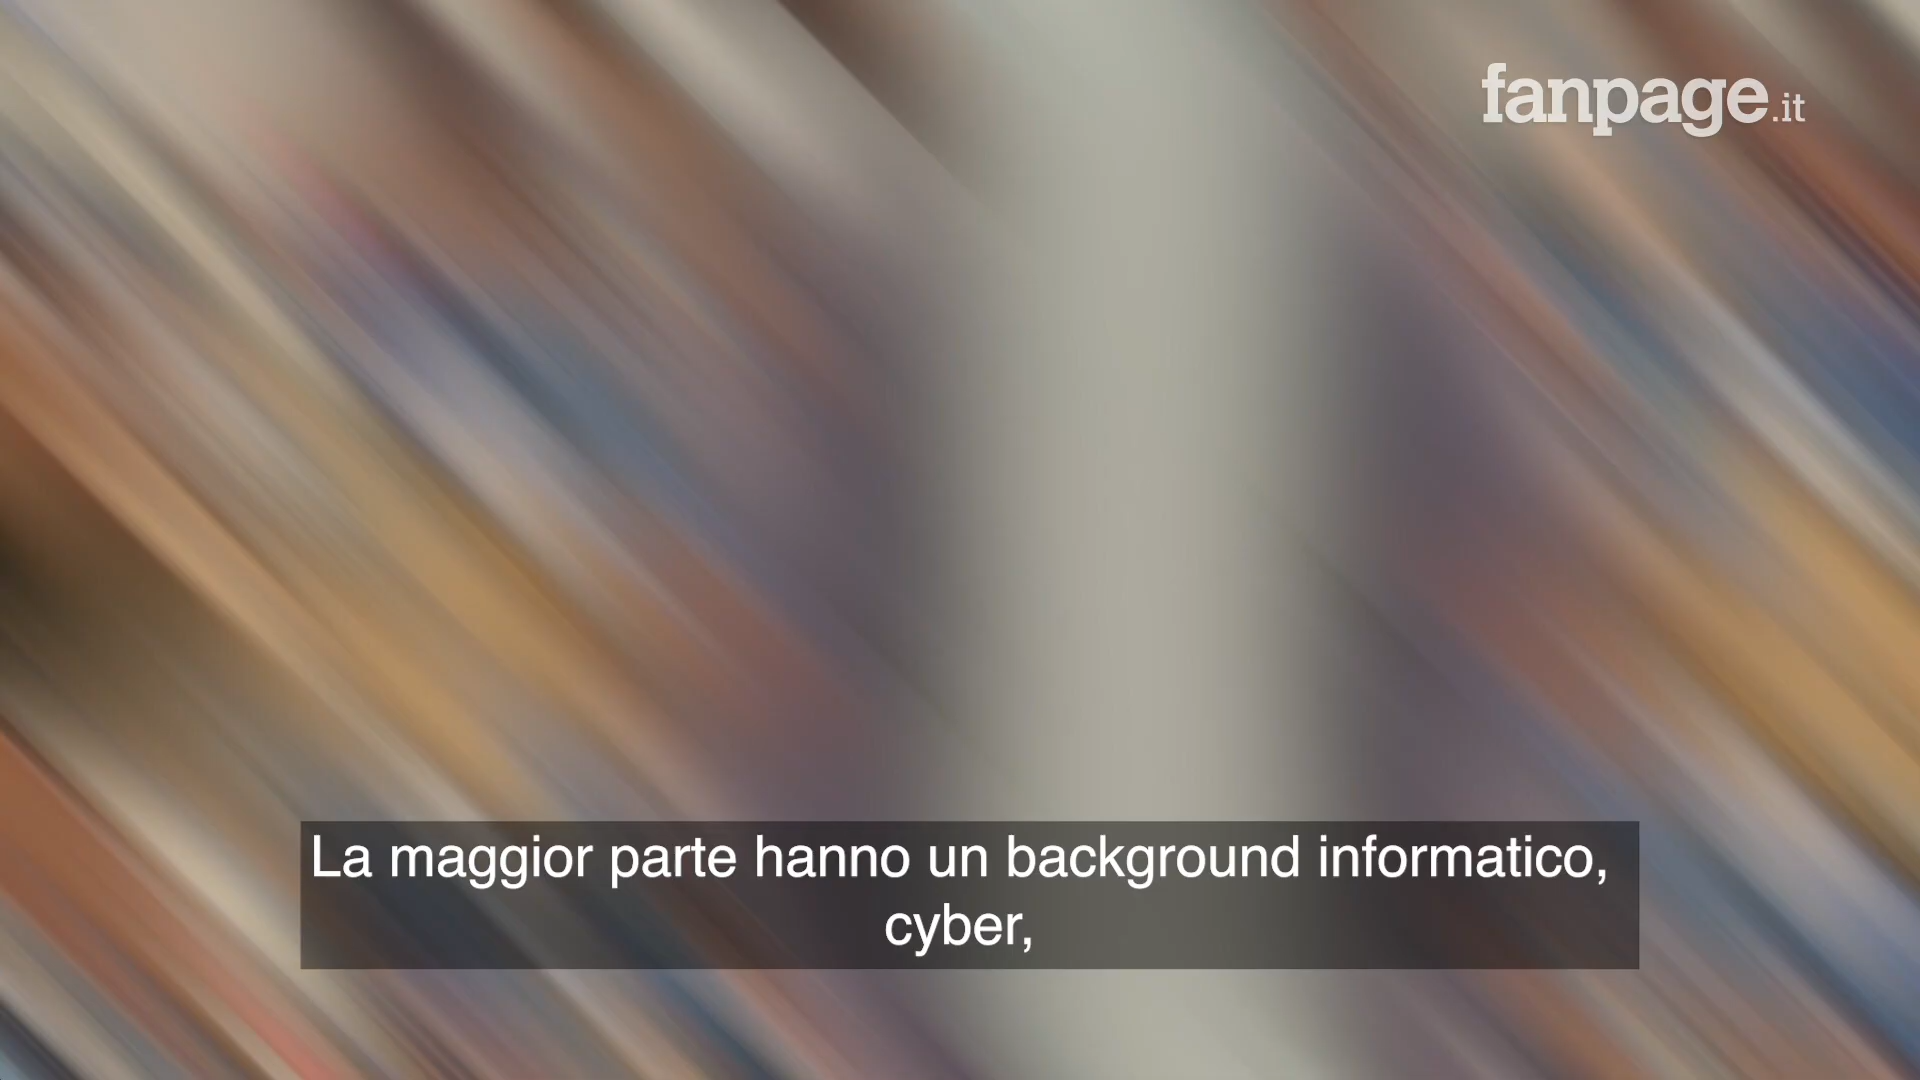 fanpage.it
La maggior parte hanno un background informatico,
cyber,